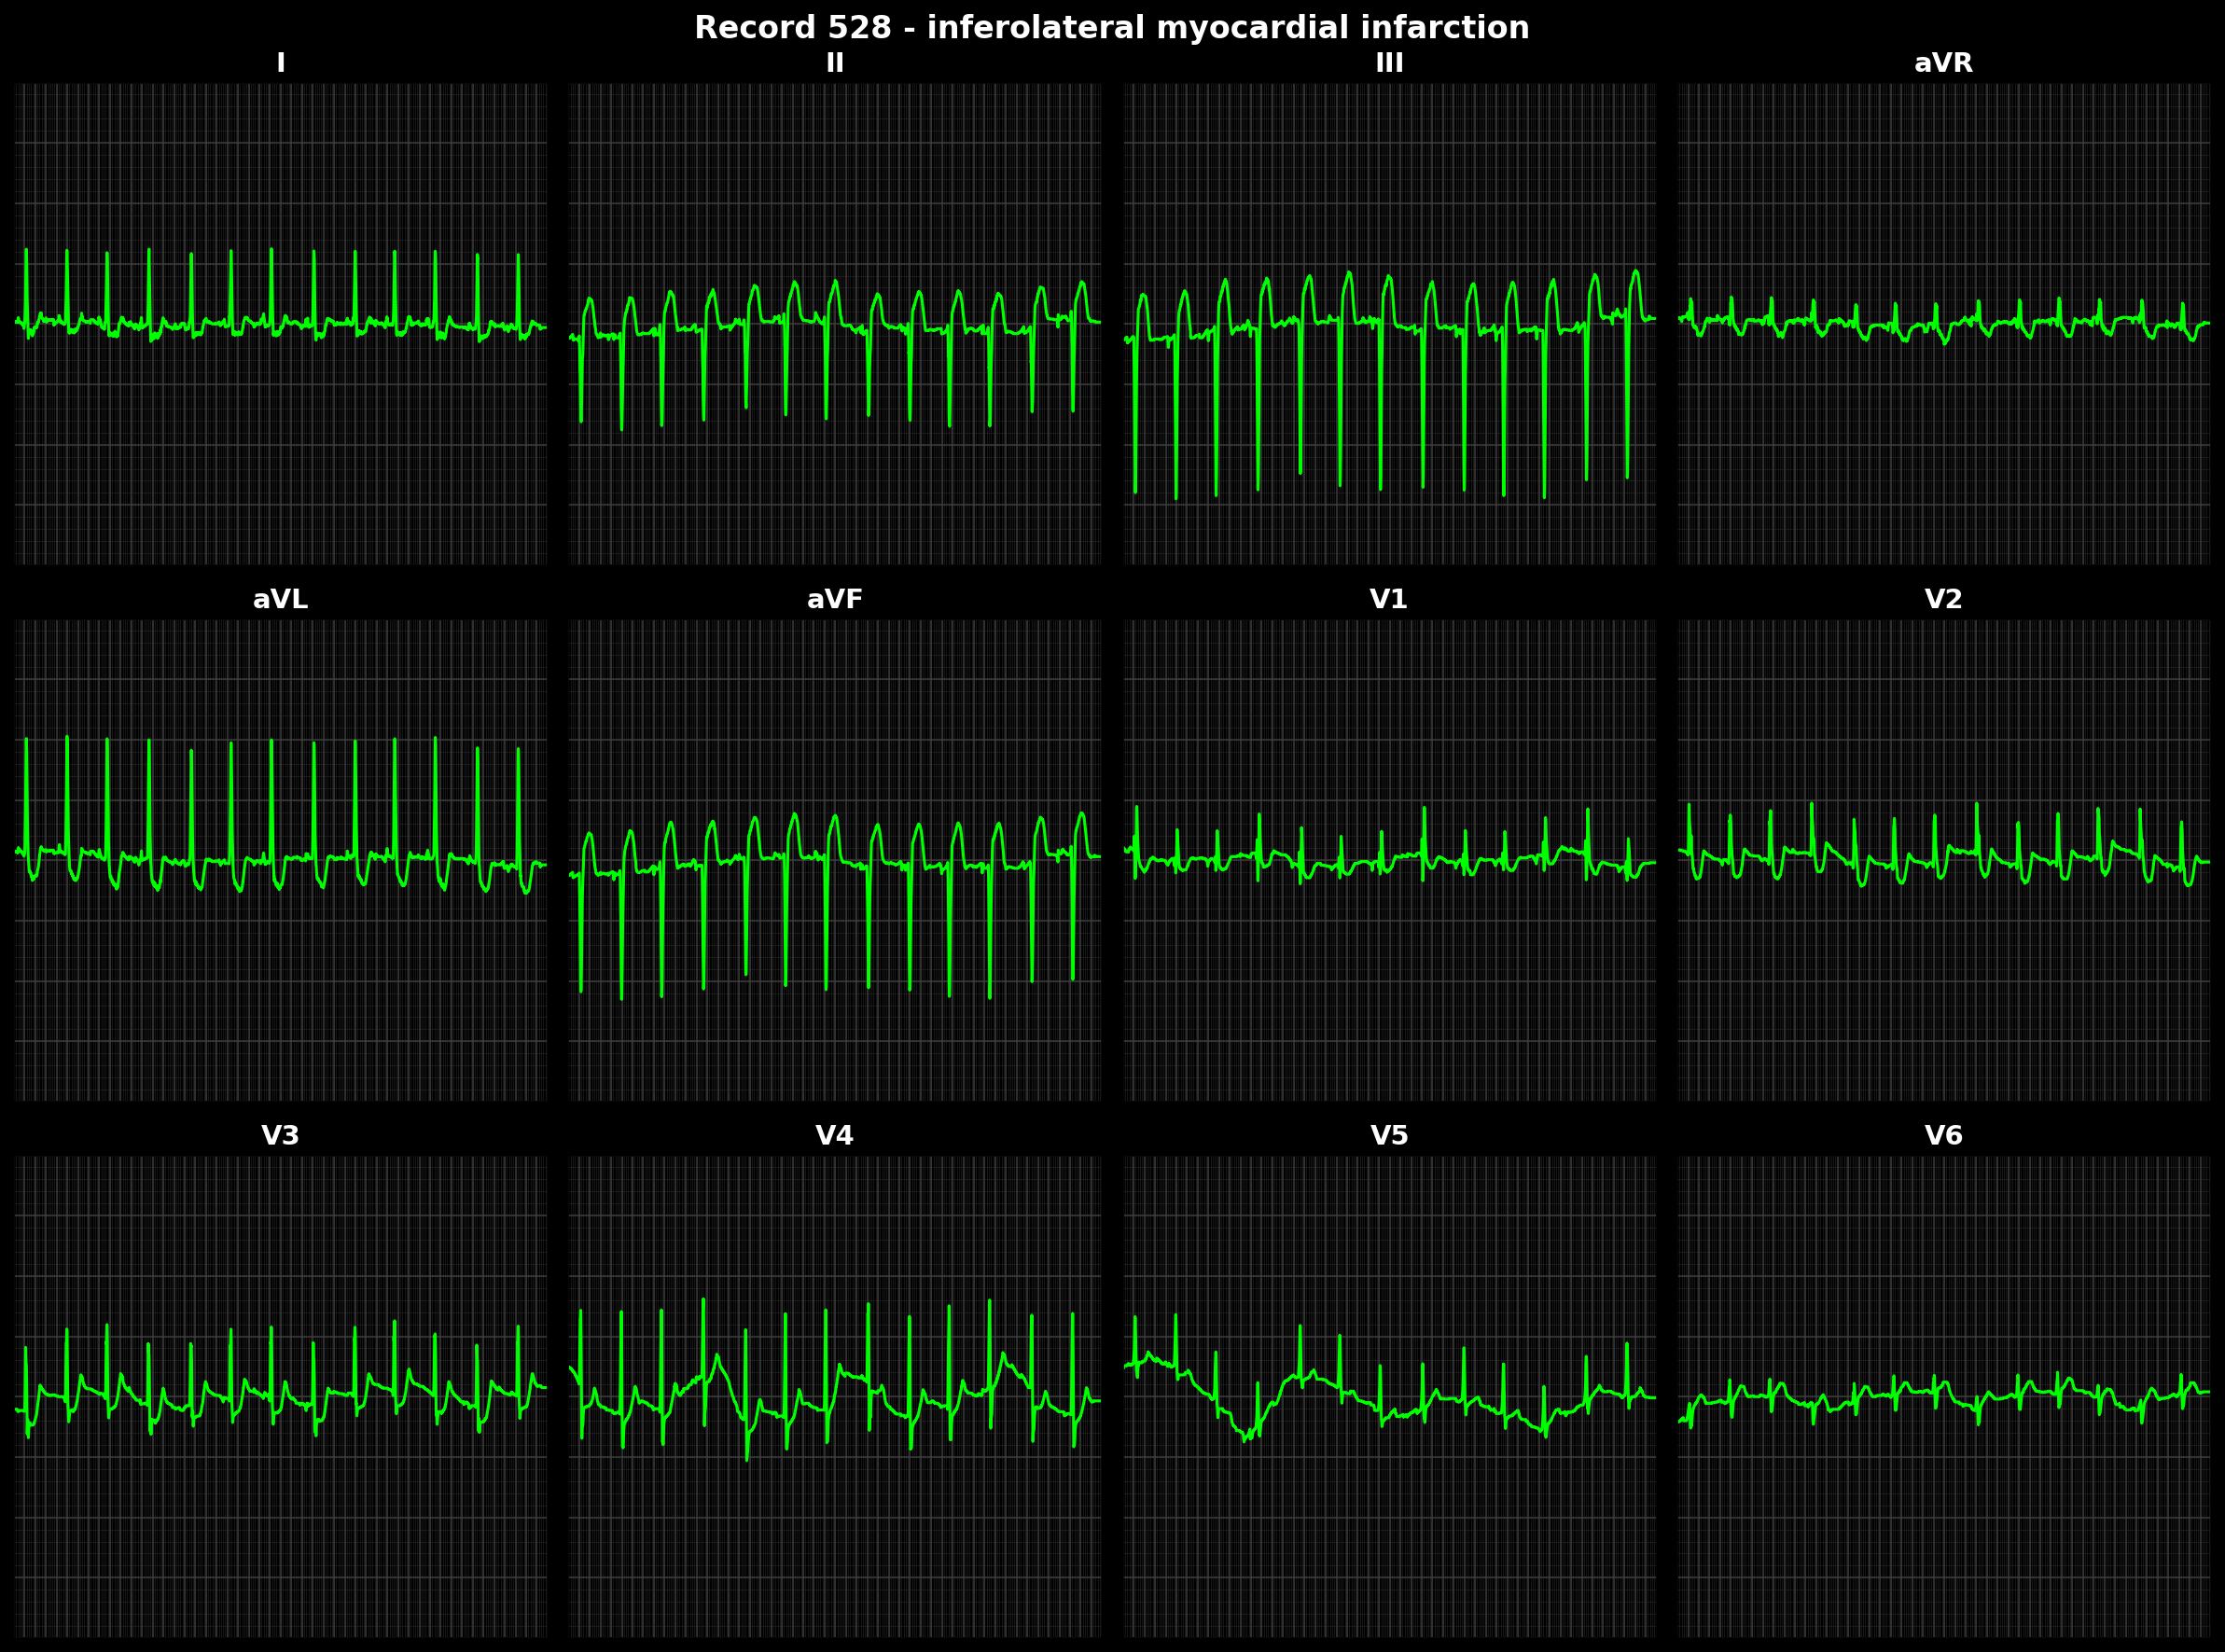 Record 528 - inferolateral myocardial infarction
I
II
III
aVR
aVL
aVF
V1
V2
V3
V4
V5
V6